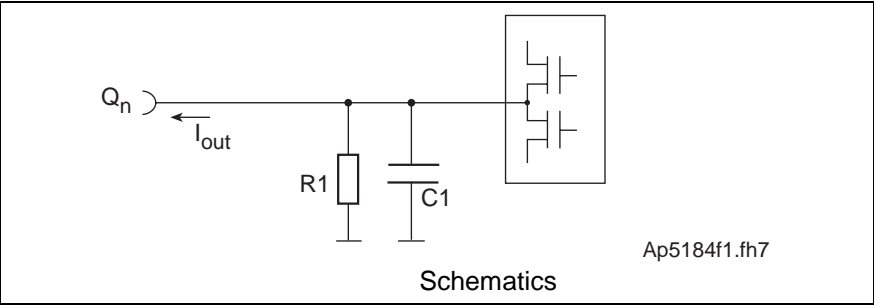 Qn
Iout
R1
C1
Ap5184f1.fh7
Schematics